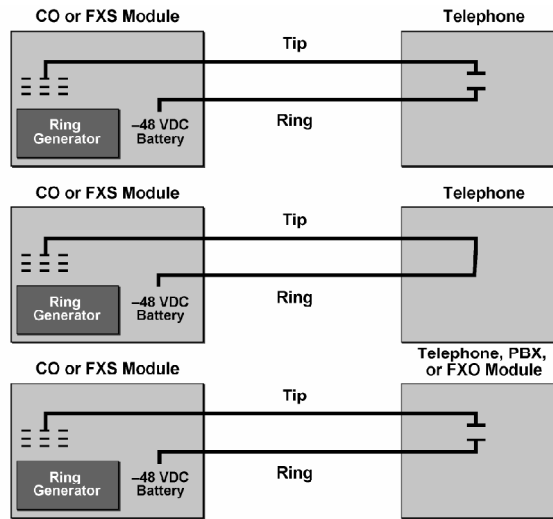 CO or FXS Module
Telephone
Tip
Ring
Generator
–48 VDC
Battery
Ring
CO or FXS Module
Telephone
Tip
Ring
Generator
–48 VDC
Battery
Ring
CO or FXS Module
Telephone, PBX,
or FXO Module
Tip
Ring
Generator
–48 VDC
Battery
Ring